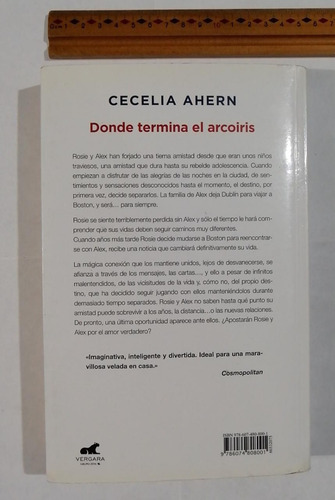 CECELIA AHERN
Donde termina el arcoiris
Rosie y Alex han forjado una tierna amistad desde que eran unos niños
traviesos, una amistad que dura hasta su rebelde adolescencia. Cuando
empiezan a disfrutar de las alegrías de las noches en la ciudad, de sen-
timientos y sensaciones desconocidos hasta el momento, el destino, por
primera vez, decide separarlos. La familia de Alex deja Dublín para viajar a
Boston, y será... para siempre.
Rosie se siente terriblemente perdida sin Alex y sólo el tiempo le hará com-
prender que sus vidas deben seguir caminos muy diferentes.
Cuando años más tarde Rosie decide mudarse a Boston para reencontrar-
se con Alex, recibe una noticia que cambiará definitivamente su vida.
La mágica conexión que los mantiene unidos, lejos de desvanecerse, se
afianza a través de los mensajes, las cartas..., y ello a pesar de infinitos
malentendidos, de las vicisitudes de la vida y, cómo no, del propio desti-
no, que ha decidido seguir jugando con ellos manteniéndolos durante
demasiado tiempo separados. Rosie y Alex no saben hasta qué punto su
amistad puede sobrevivir a los años, la distancia...o las nuevas relaciones.
De pronto, una última oportunidad aparece ante ellos. ¿Apostarán Rosie y
Alex por el amor verdadero?
«Imaginativa, inteligente y divertida. Ideal para una mara-
villosa velada en casa.»
Cosmopolitan
VERGARA
GRUPO ZETA
9 786074 808001